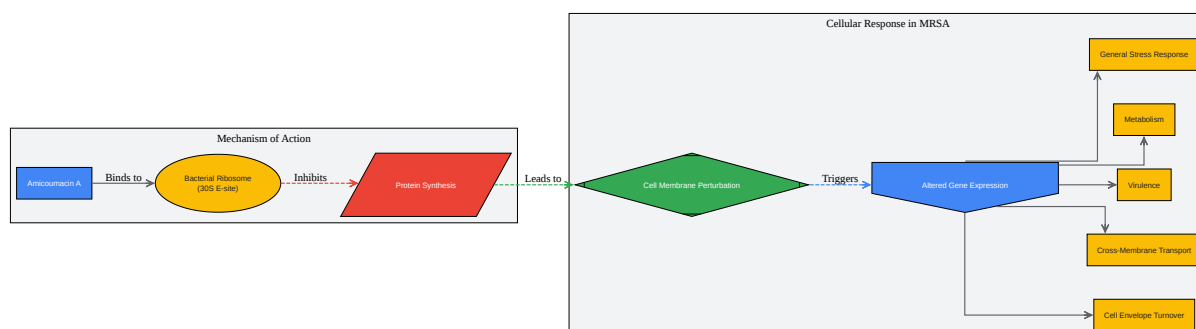 Cellular Response in MRSA
General Stress Response
Metabolism
Mechanism of Action
Amicoumacin A
Binds to
Bacterial Ribosome
(30S E-site)
Inhibits
Protein Synthesis
Leads to
Cell Membrane Perturbation
Triggers
Altered Gene Expression
Virulence
Cross-Membrane Transport
Cell Envelope Turnover